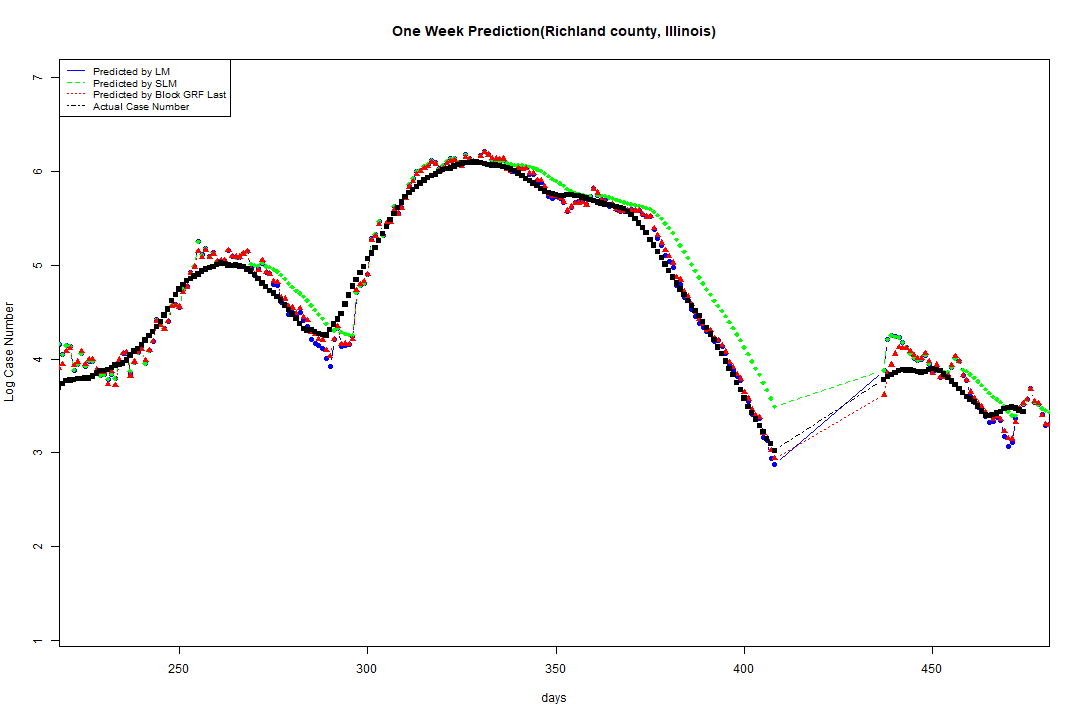 One Week Prediction(Richland county, Illinois)
Predicted by LM
Predicted by SLM
Predicted by Block GRF Last
Actual Case Number
7
6
5
4
3
2
1
Log Case Number
250 300 350 400 450
days